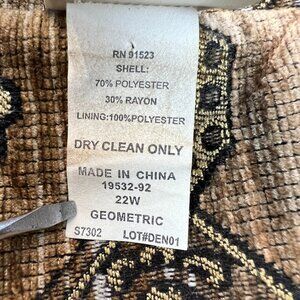 RN 91523
SHELL:
70% POLYESTER
30% RAYON
LINING:100%POLYESTER
DRY CLEAN ONLY
MADE IN CHINA
19532-92
22W
GEOMETRIC
S7302 LOT#DEN01